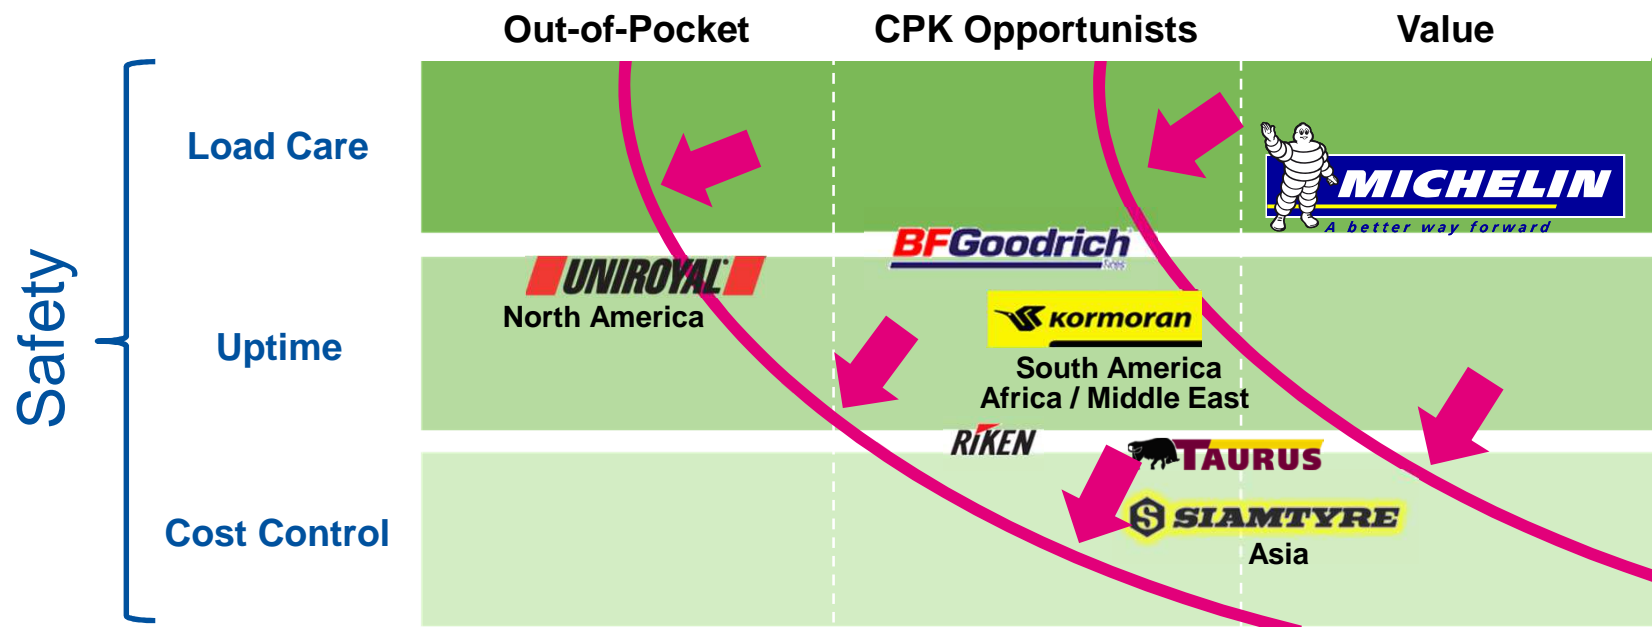 Out-of-Pocket CPK Opportunists Value
Safety
Load Care
MICHELIN
A better way forward
BFGoodrich
UNIROYAL
North America
Uptime
Kormoran
South America
Africa / Middle East
RIKEN
TAURUS
Cost Control
SIAMTYRE
Asia